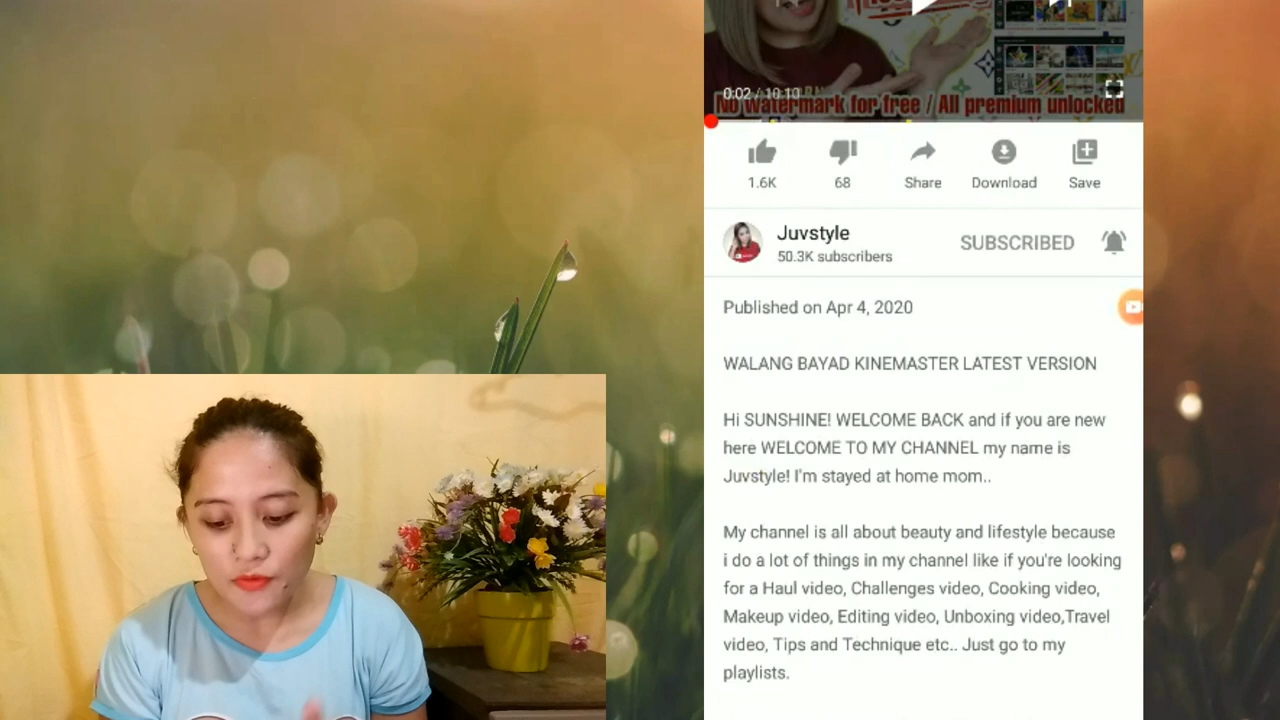 0:02 / 10:10
No watermark for free / All premium unlocked
1.6K
68
Share
Download
Save
Juvstyle
50.3K subscribers
SUBSCRIBED
Published on Apr 4, 2020
WALANG BAYAD KINEMASTER LATEST VERSION
Hi SUNSHINE! WELCOME BACK and if you are new
here WELCOME TO MY CHANNEL my name is
Juvstyle! I'm stayed at home mom..
My channel is all about beauty and lifestyle because
i do a lot of things in my channel like if you're looking
for a Haul video, Challenges video, Cooking video,
Makeup video, Editing video, Unboxing video,Travel
video, Tips and Technique etc.. Just go to my
playlists.